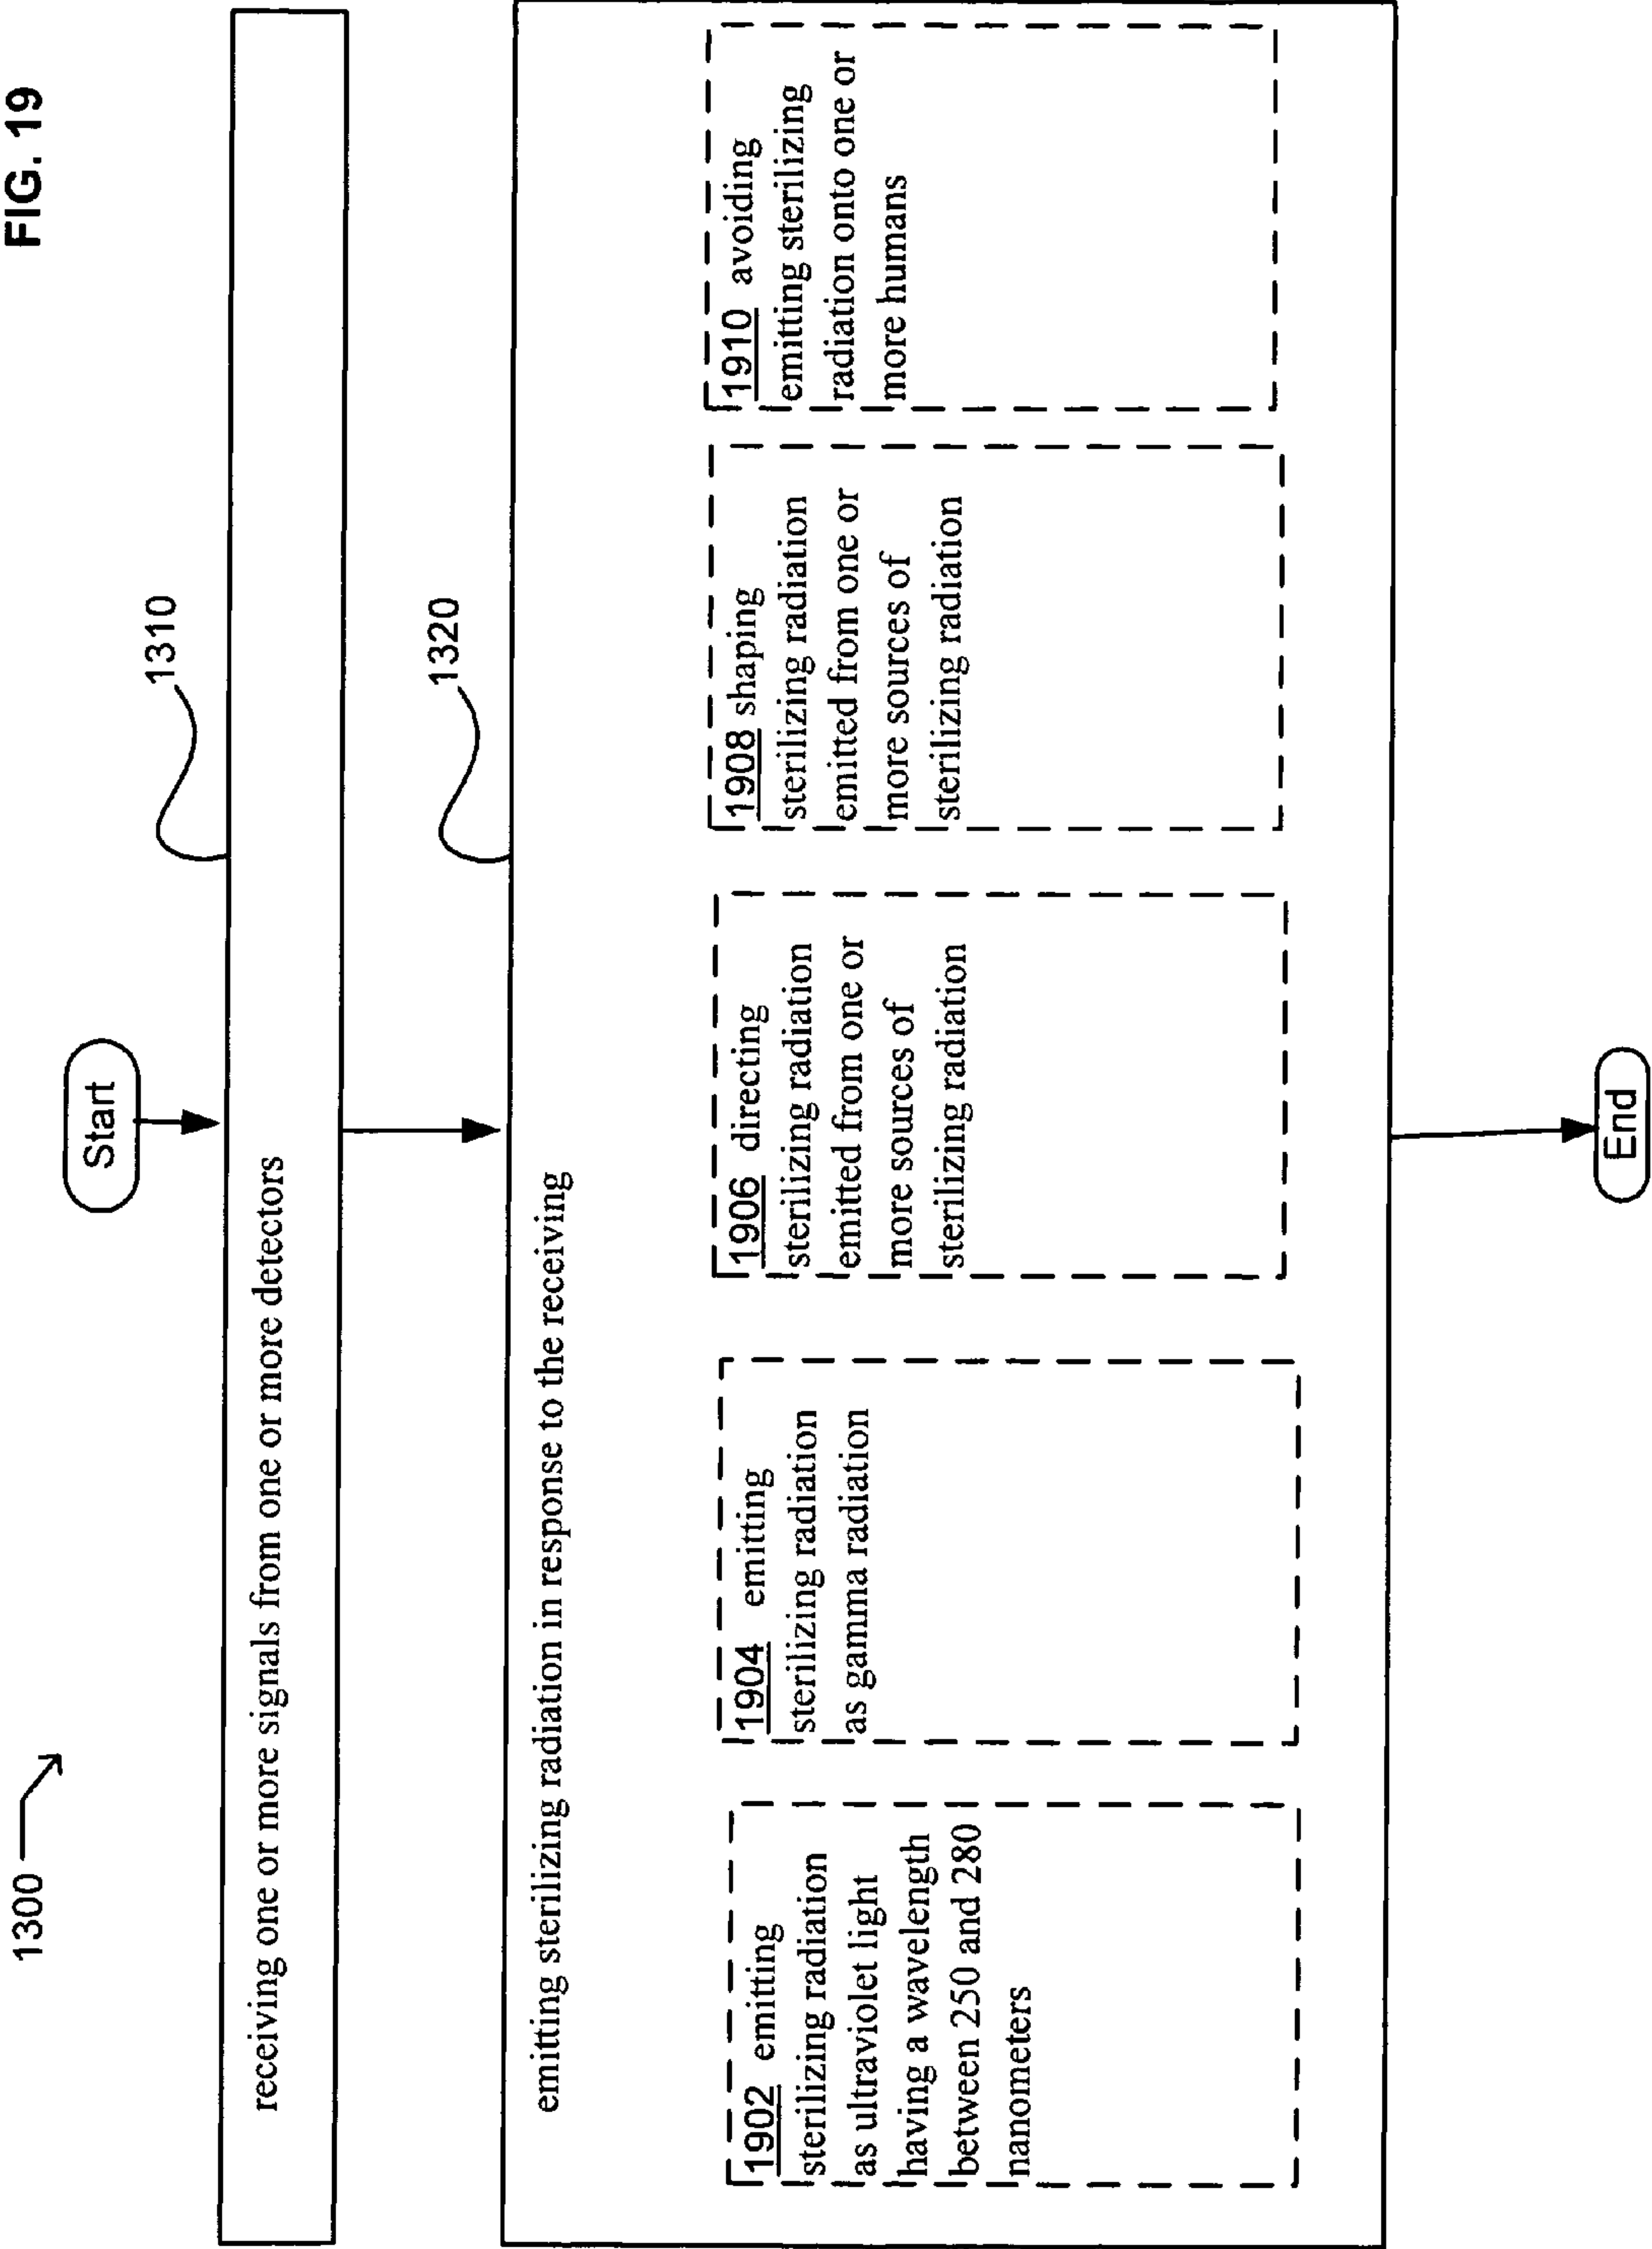 FIG. 19
1300
Start
1310
receiving one or more signals from one or more detectors
1320
emitting sterilizing radiation in response to the receiving
1902 emitting
sterilizing radiation
as ultraviolet light
having a wavelength
between 250 and 280
nanometers
1904 emitting
sterilizing radiation
as gamma radiation
1906 directing
sterilizing radiation
emitted from one or
more sources of
sterilizing radiation
1908 shaping
sterilizing radiation
emitted from one or
more sources of
sterilizing radiation
1910 avoiding
emitting sterilizing
radiation onto one or
more humans
End